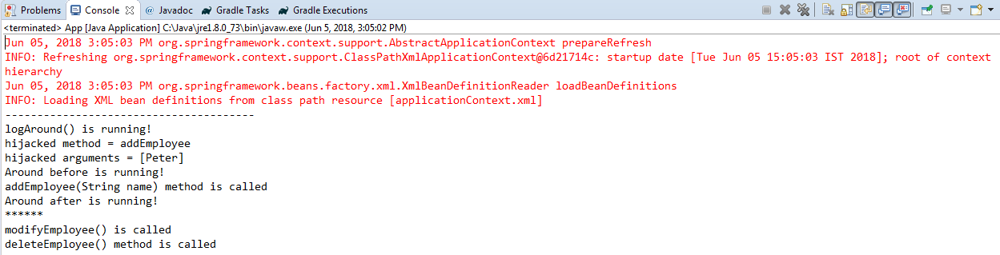 Problems Console @ Javadoc Gradle Tasks Gradle Executions
<terminated> App [Java Application] C:\Java\jre1.8.0_73\bin\javaw.exe (Jun 5, 2018, 3:05:02 PM)
Jun 05, 2018 3:05:03 PM org.springframework.context.support.AbstractApplicationContext prepareRefresh
INFO: Refreshing org.springframework.context.support.ClassPathXmlApplicationContext@6d21714c: startup date [Tue Jun 05 15:05:03 IST 2018]; root of context
hierarchy
Jun 05, 2018 3:05:03 PM org.springframework.beans.factory.xml.XmlBeanDefinitionReader loadBeanDefinitions
INFO: Loading XML bean definitions from class path resource [applicationContext.xml]
---------------------------------------
logAround() is running!
hijacked method = addEmployee
hijacked arguments = [Peter]
Around before is running!
addEmployee(String name) method is called
Around after is running!
******
modifyEmployee() is called
deleteEmployee() method is called